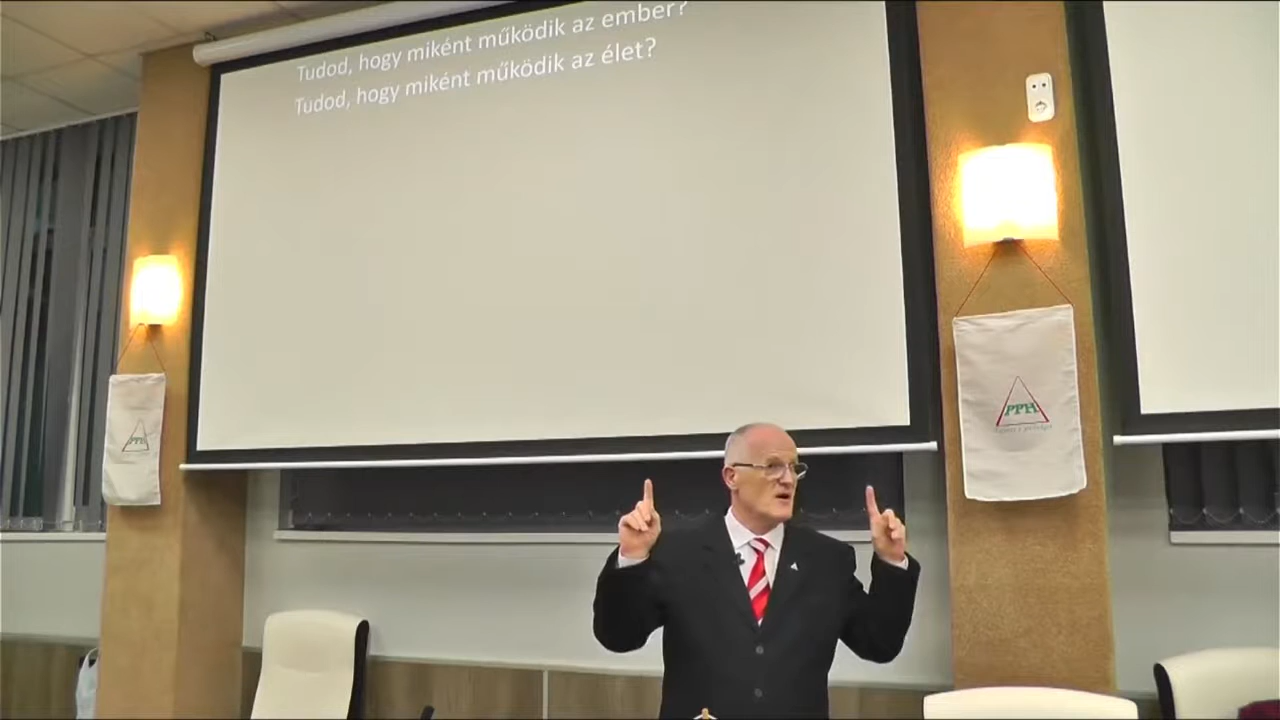 Tudod, hogy miként működik az ember?
Tudod, hogy miként működik az élet?
PPH
PPH